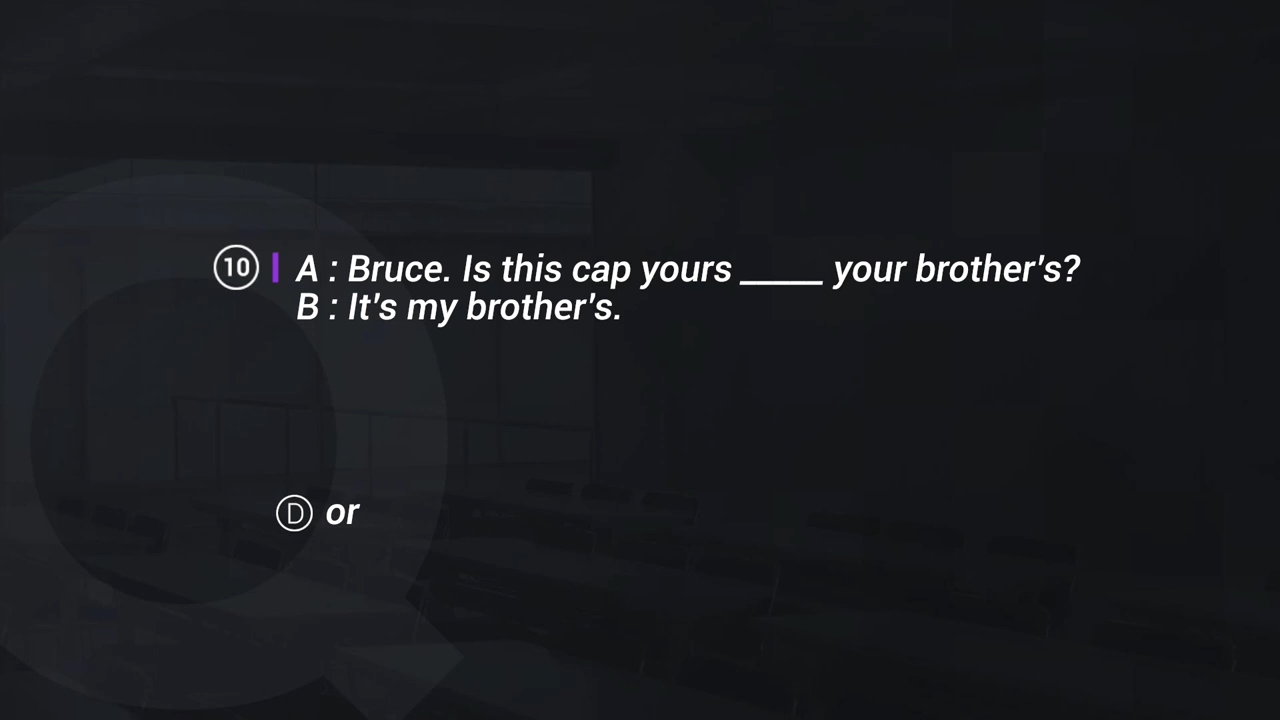 10 A : Bruce. Is this cap yours _____ your brother's?
B : It's my brother's.
D or